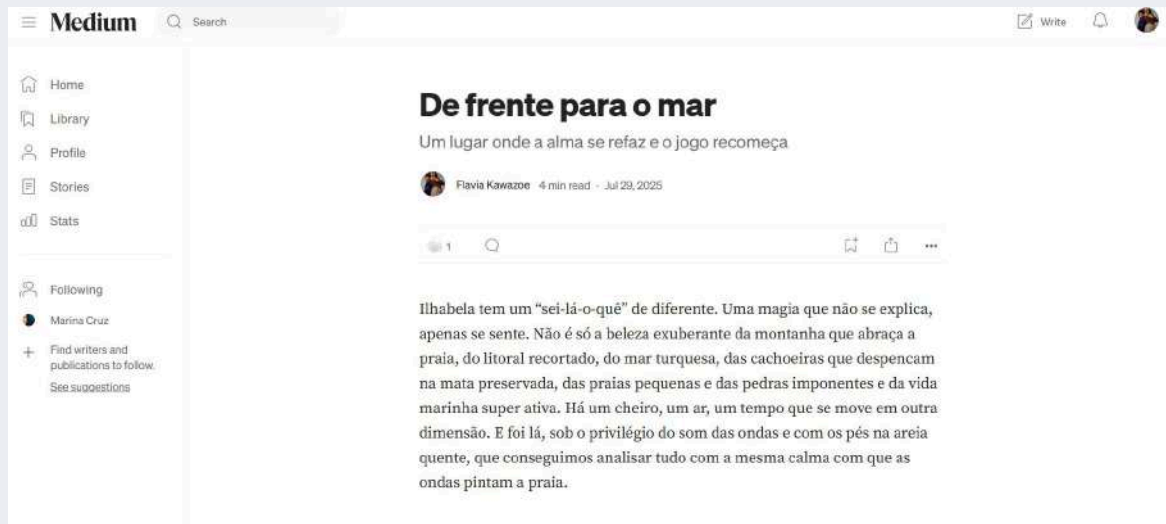 Medium
Search
Write
Home
Library
Profile
Stories
Stats
Following
Marina Cruz
Find writers and
publications to follow.
See suggestions
De frente para o mar
Um lugar onde a alma se refaz e o jogo recomeça
Flavia Kawazoe 4 min read · Jul 29, 2025
1
Ilhabela tem um “sei-lá-o-quê” de diferente. Uma magia que não se explica,
apenas se sente. Não é só a beleza exuberante da montanha que abraça a
praia, do litoral recortado, do mar turquesa, das cachoeiras que despencam
na mata preservada, das praias pequenas e das pedras imponentes e da vida
marinha super ativa. Há um cheiro, um ar, um tempo que se move em outra
dimensão. E foi lá, sob o privilégio do som das ondas e com os pés na areia
quente, que conseguimos analisar tudo com a mesma calma com que as
ondas pintam a praia.